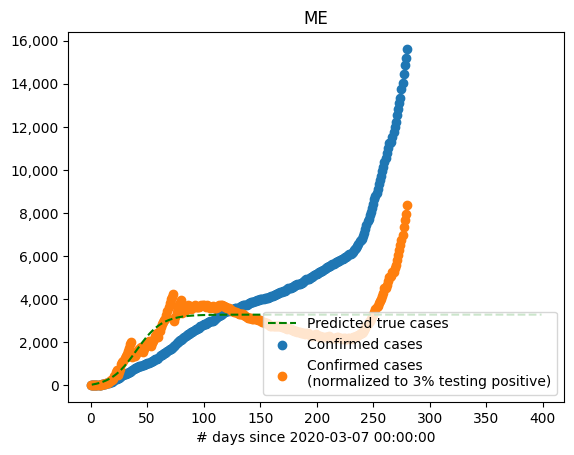 ME
16,000
14,000
12,000
10,000
8,000
6,000
4,000
2,000
0
Predicted true cases
Confirmed cases
Confirmed cases
(normalized to 3% testing positive)
0 50 100 150 200 250 300 350 400
# days since 2020-03-07 00:00:00